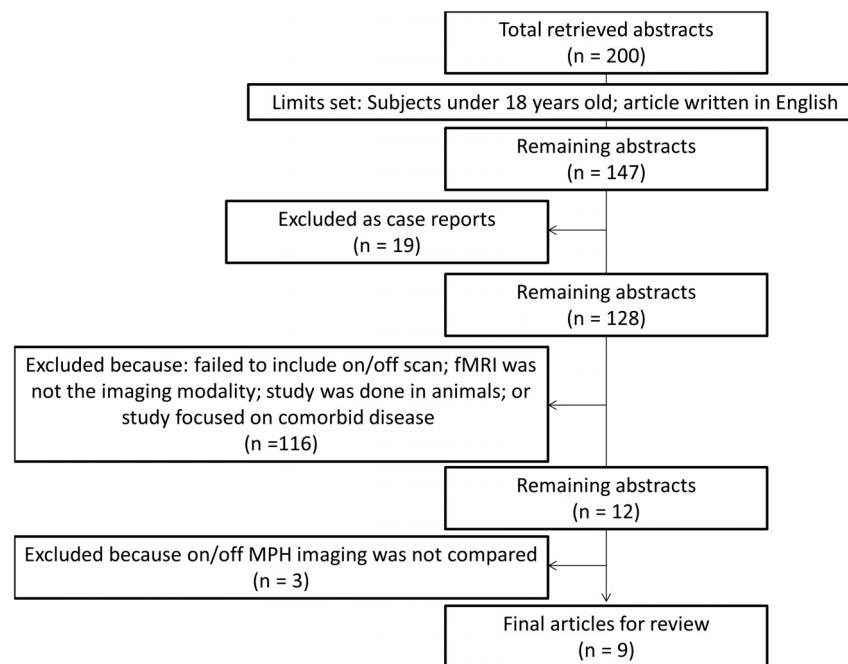 Total retrieved abstracts
(n = 200)
Limits set: Subjects under 18 years old; article written in English
Remaining abstracts
(n = 147)
Excluded as case reports
(n = 19)
Remaining abstracts
(n = 128)
Excluded because: failed to include on/off scan; fMRI was
not the imaging modality; study was done in animals; or
study focused on comorbid disease
(n =116)
Remaining abstracts
(n = 12)
Excluded because on/off MPH imaging was not compared
(n = 3)
Final articles for review
(n = 9)